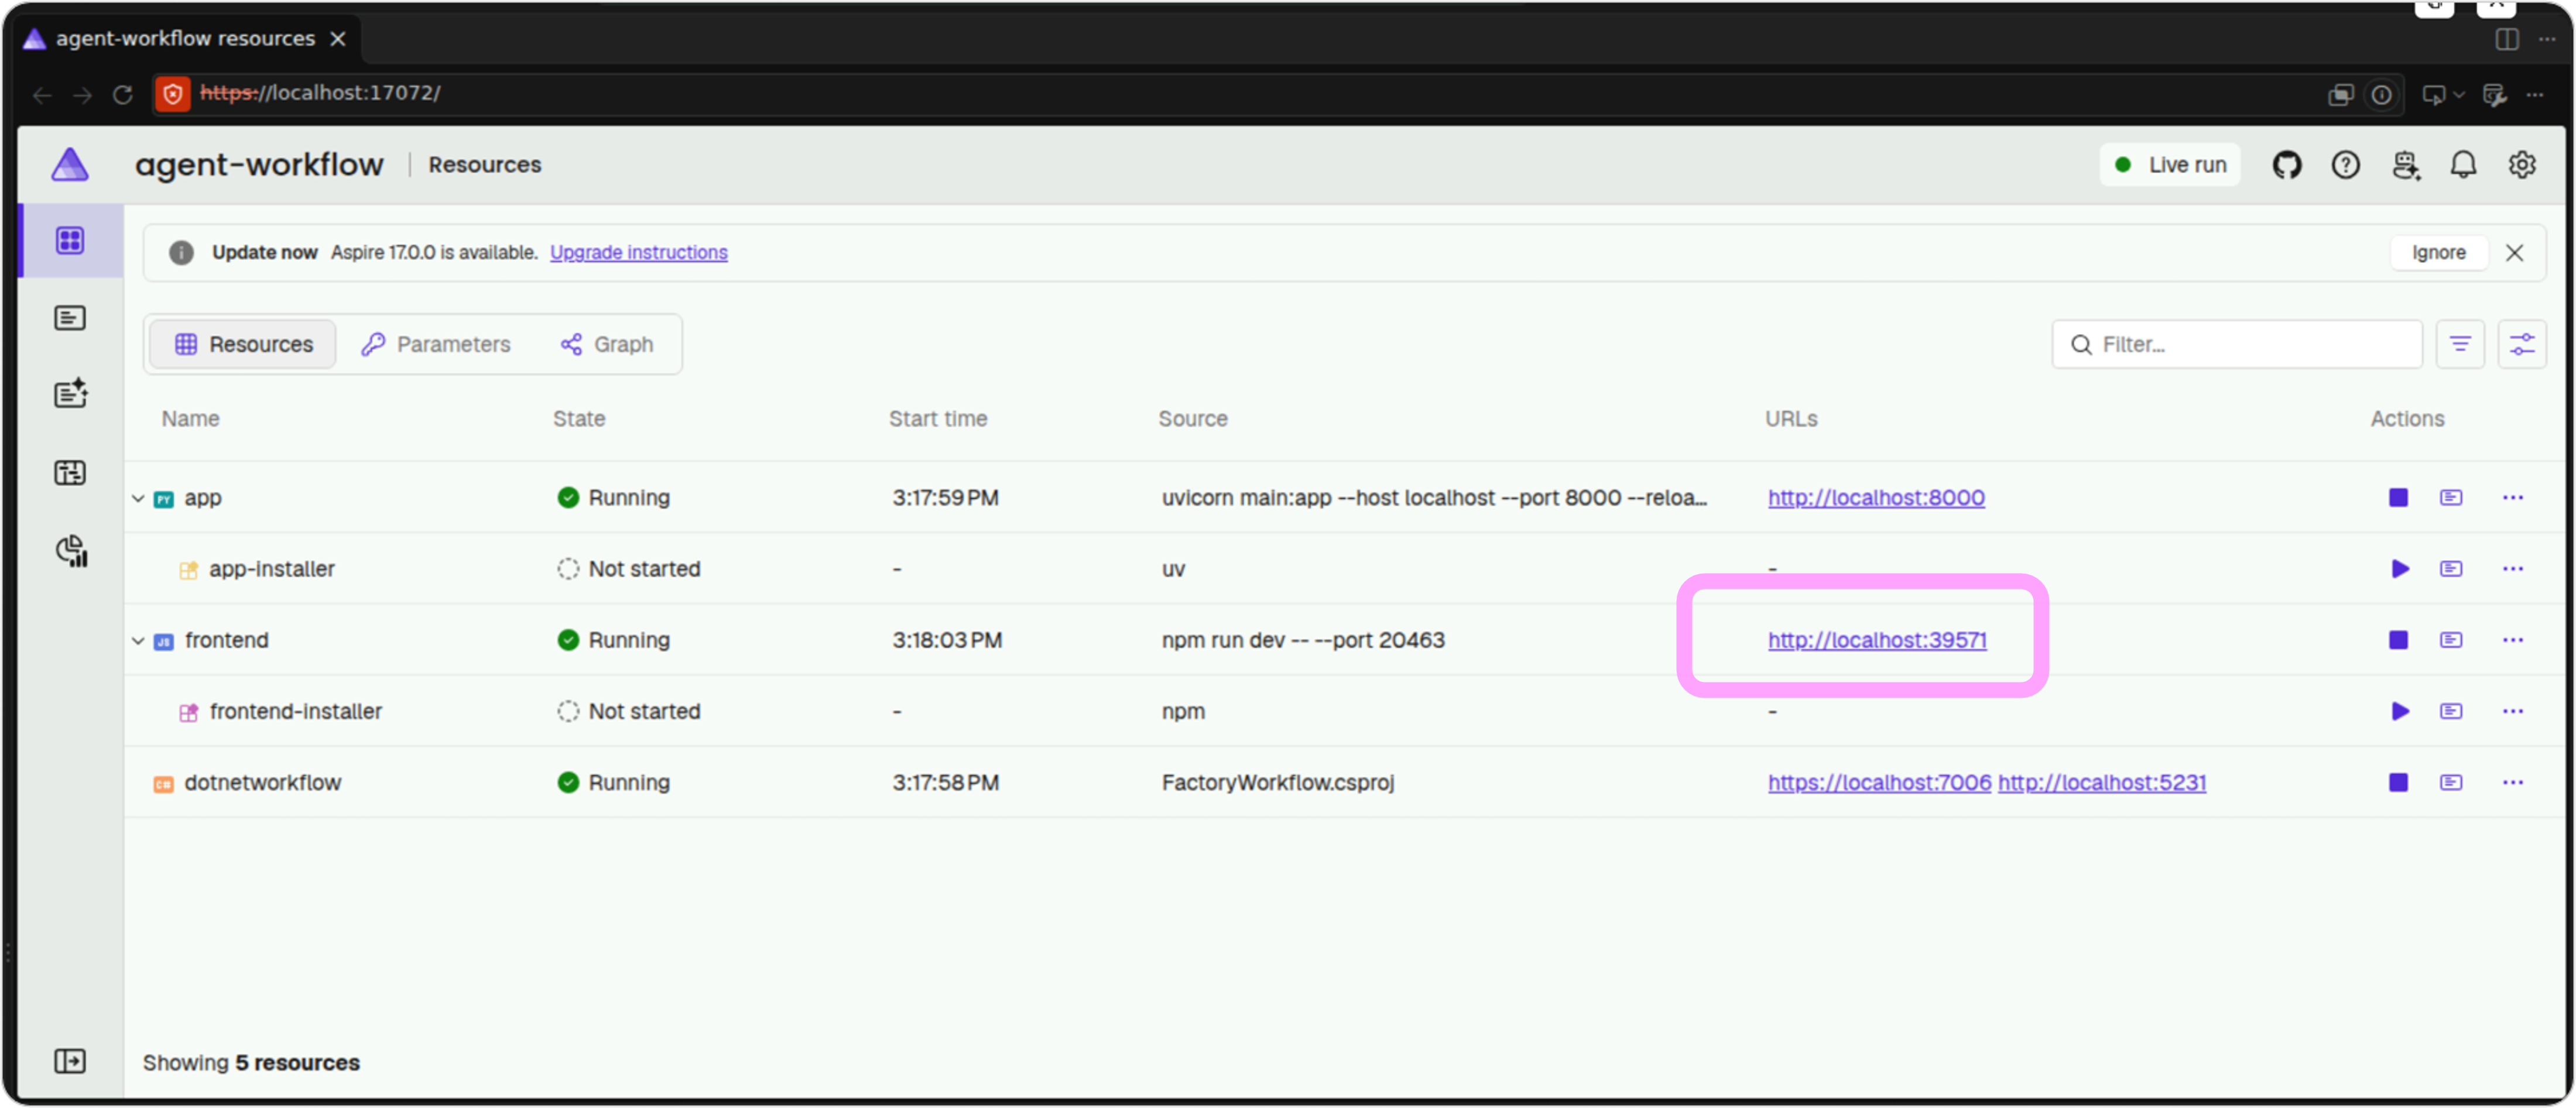 agent-workflow resources
https://localhost:17072/
agent-workflow | Resources
Live run
Update now Aspire 17.0.0 is available. Upgrade instructions
Ignore
Resources Parameters Graph
Filter...
Name State Start time Source URLs Actions
PY app Running 3:17:59 PM uvicorn main:app --host localhost --port 8000 --reloa... http://localhost:8000
app-installer Not started - uv -
JS frontend Running 3:18:03 PM npm run dev -- --port 20463 http://localhost:39571
frontend-installer Not started - npm -
dotnetworkflow Running 3:17:58 PM FactoryWorkflow.csproj https://localhost:7006 http://localhost:5231
Showing 5 resources